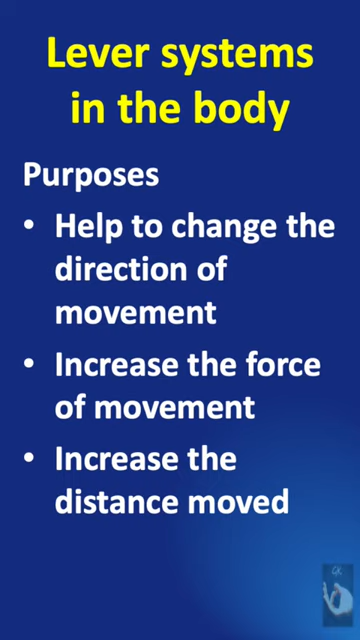 Lever systems
in the body
Purposes
• Help to change the
direction of
movement
• Increase the force
of movement
• Increase the
distance moved